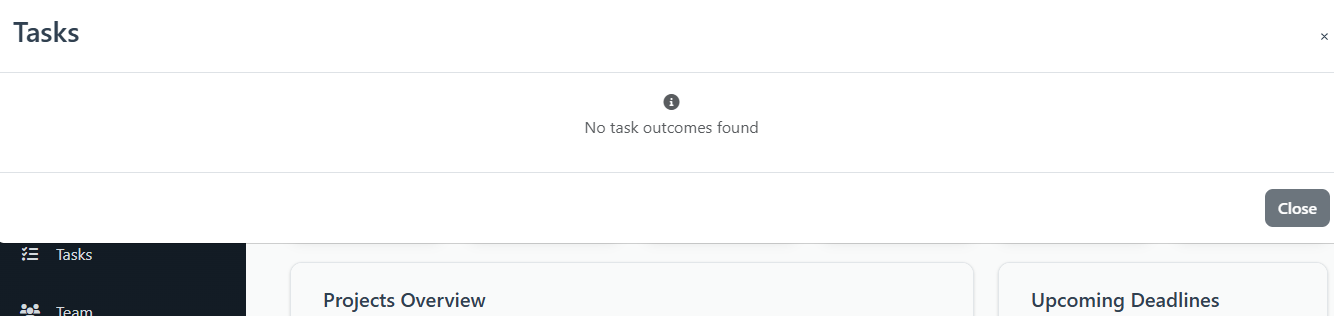 Tasks
×
No task outcomes found
Close
Tasks
Team
Projects Overview
Upcoming Deadlines